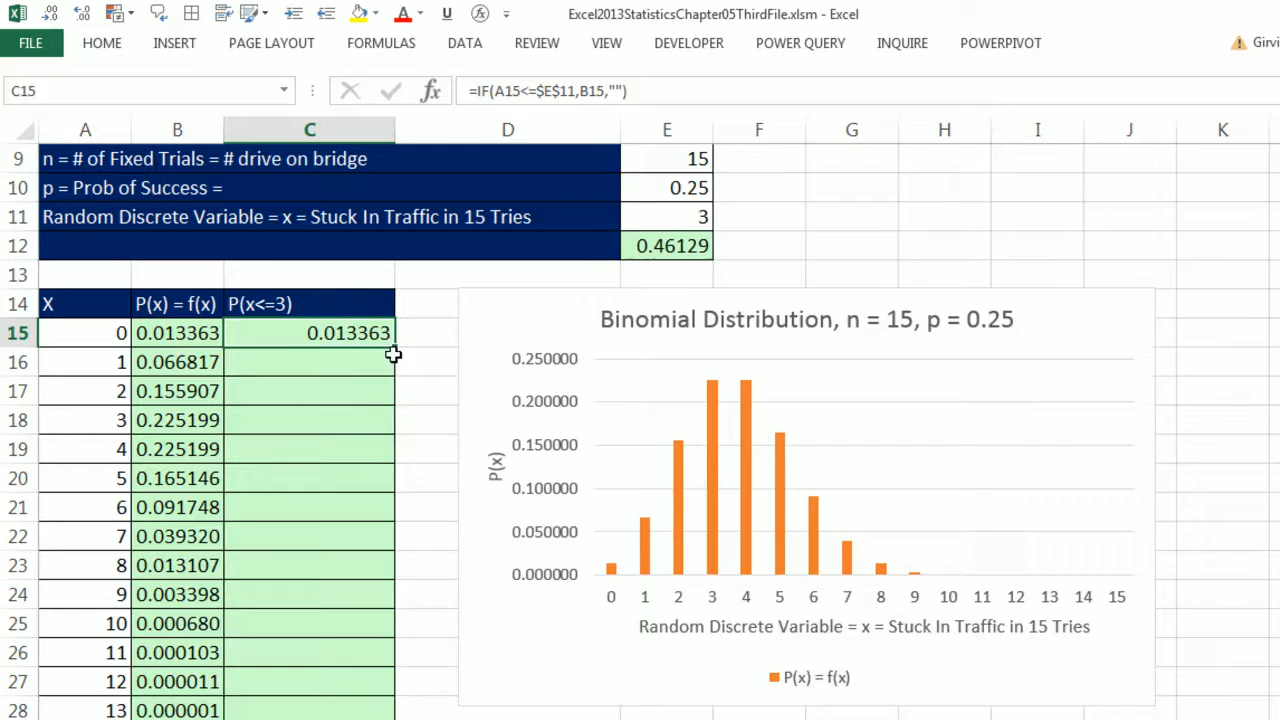 Excel2013StatisticsChapter05ThirdFile.xlsm - Excel
FILE HOME INSERT PAGE LAYOUT FORMULAS DATA REVIEW VIEW DEVELOPER POWER QUERY INQUIRE POWERPIVOT Girvi
C15 fx =IF(A15<=$E$11,B15,"")
A B C D E F G H I J K
9 n = # of Fixed Trials = # drive on bridge 15
10 p = Prob of Success = 0.25
11 Random Discrete Variable = x = Stuck In Traffic in 15 Tries 3
12 0.46129
13
14 X P(x) = f(x) P(x<=3)
15 0 0.013363 0.013363
16 1 0.066817
17 2 0.155907
18 3 0.225199
19 4 0.225199
20 5 0.165146
21 6 0.091748
22 7 0.039320
23 8 0.013107
24 9 0.003398
25 10 0.000680
26 11 0.000103
27 12 0.000011
28 13 0.000001
Binomial Distribution, n = 15, p = 0.25
0.250000
0.200000
0.150000
0.100000
0.050000
0.000000
P(x)
0 1 2 3 4 5 6 7 8 9 10 11 12 13 14 15
Random Discrete Variable = x = Stuck In Traffic in 15 Tries
P(x) = f(x)